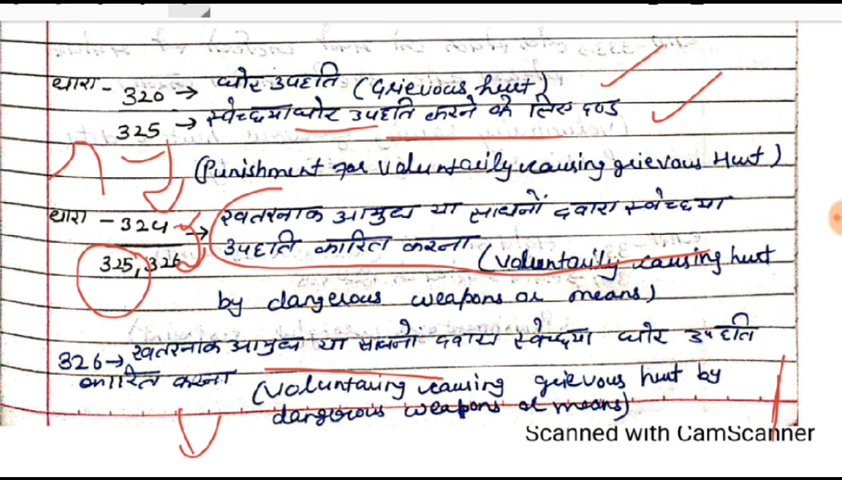 धारा - 320 → घोर उपहति (Grievous hurt)
325 → स्वेच्छया घोर उपहति करने के लिए दण्ड
(Punishment for voluntarily causing grievous Hurt)
धारा - 324 → खतरनाक आयुध या साधनों द्वारा स्वेच्छया
325, 326 उपहति कारित करना (voluntarily causing hurt
by dangerous weapons or means)
326 → खतरनाक आयुध या साधनों द्वारा स्वेच्छया घोर उपहति
कारित करना (voluntaring causing grievous hurt by
dangerous weapons or means)
Scanned with CamScanner